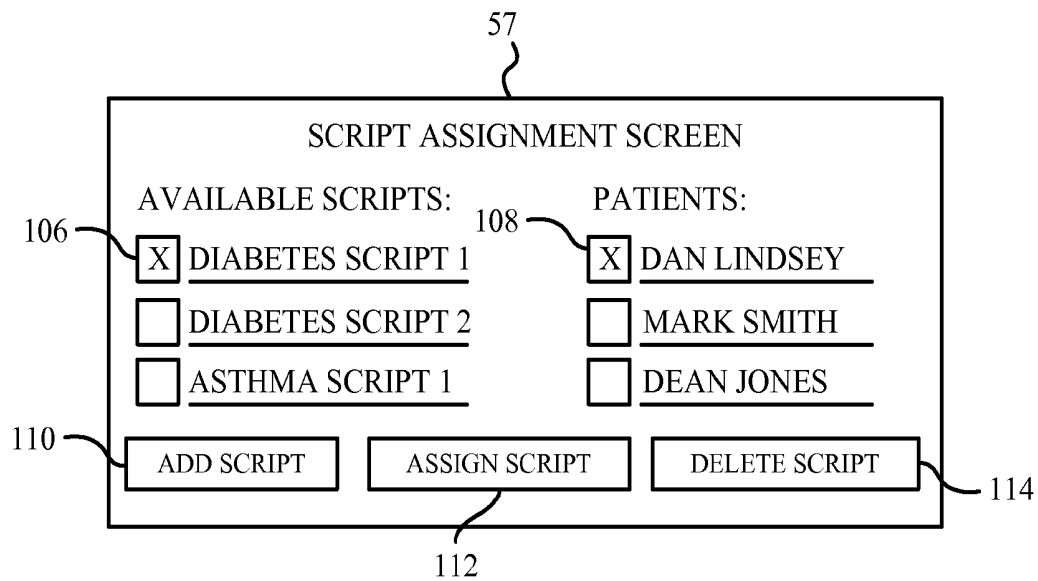 57
SCRIPT ASSIGNMENT SCREEN
AVAILABLE SCRIPTS: PATIENTS:
106 X DIABETES SCRIPT 1 108 X DAN LINDSEY
DIABETES SCRIPT 2 MARK SMITH
ASTHMA SCRIPT 1 DEAN JONES
110 ADD SCRIPT ASSIGN SCRIPT DELETE SCRIPT 114
112